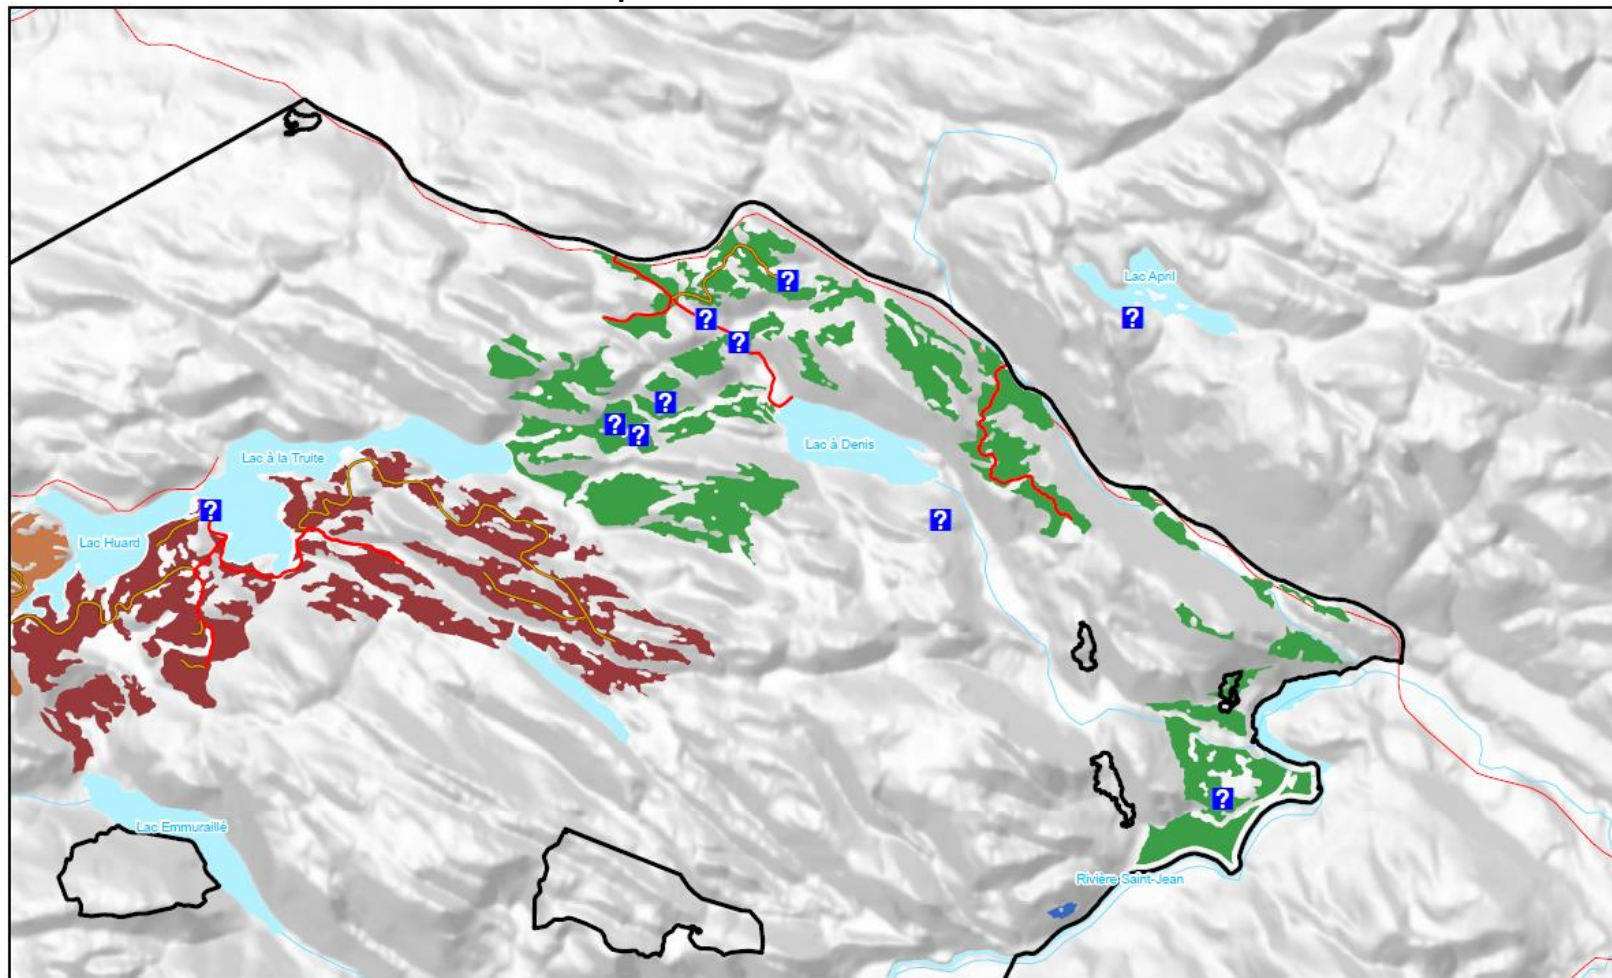 ?
Lac April
?
?
?
?
?
?
Lac à Denis
Lac à la Truite
?
?
Lac Huard
?
Lac Emmuraillé
Rivière Saint-Jean